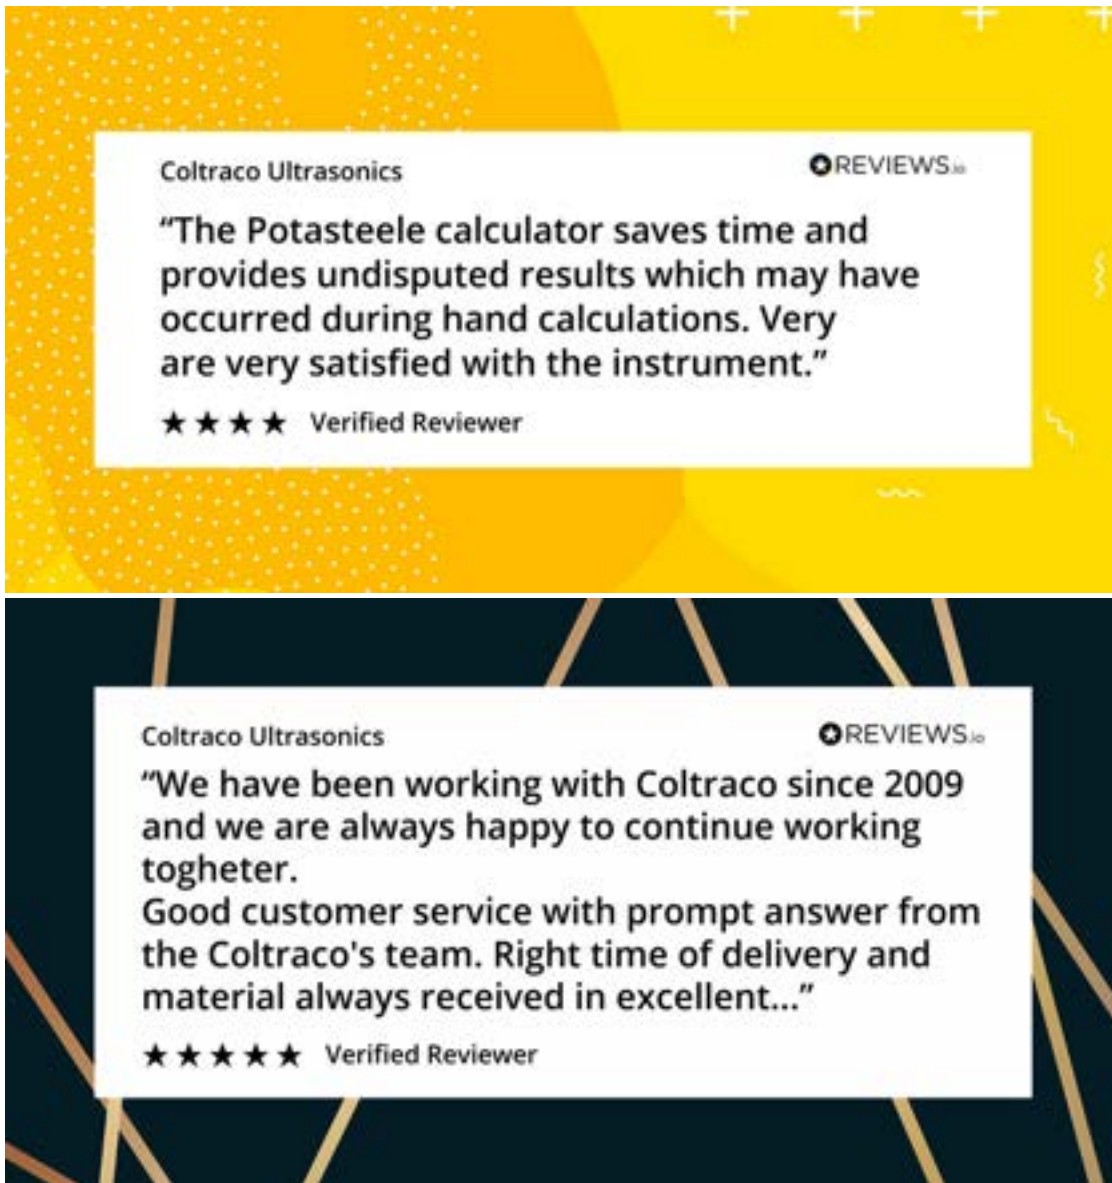 Coltraco Ultrasonics
REVIEWS.io
“The Potasteele calculator saves time and
provides undisputed results which may have
occurred during hand calculations. Very
are very satisfied with the instrument.”
★★★★ Verified Reviewer
Coltraco Ultrasonics
REVIEWS.io
“We have been working with Coltraco since 2009
and we are always happy to continue working
togheter.
Good customer service with prompt answer from
the Coltraco's team. Right time of delivery and
material always received in excellent...”
★★★★★ Verified Reviewer